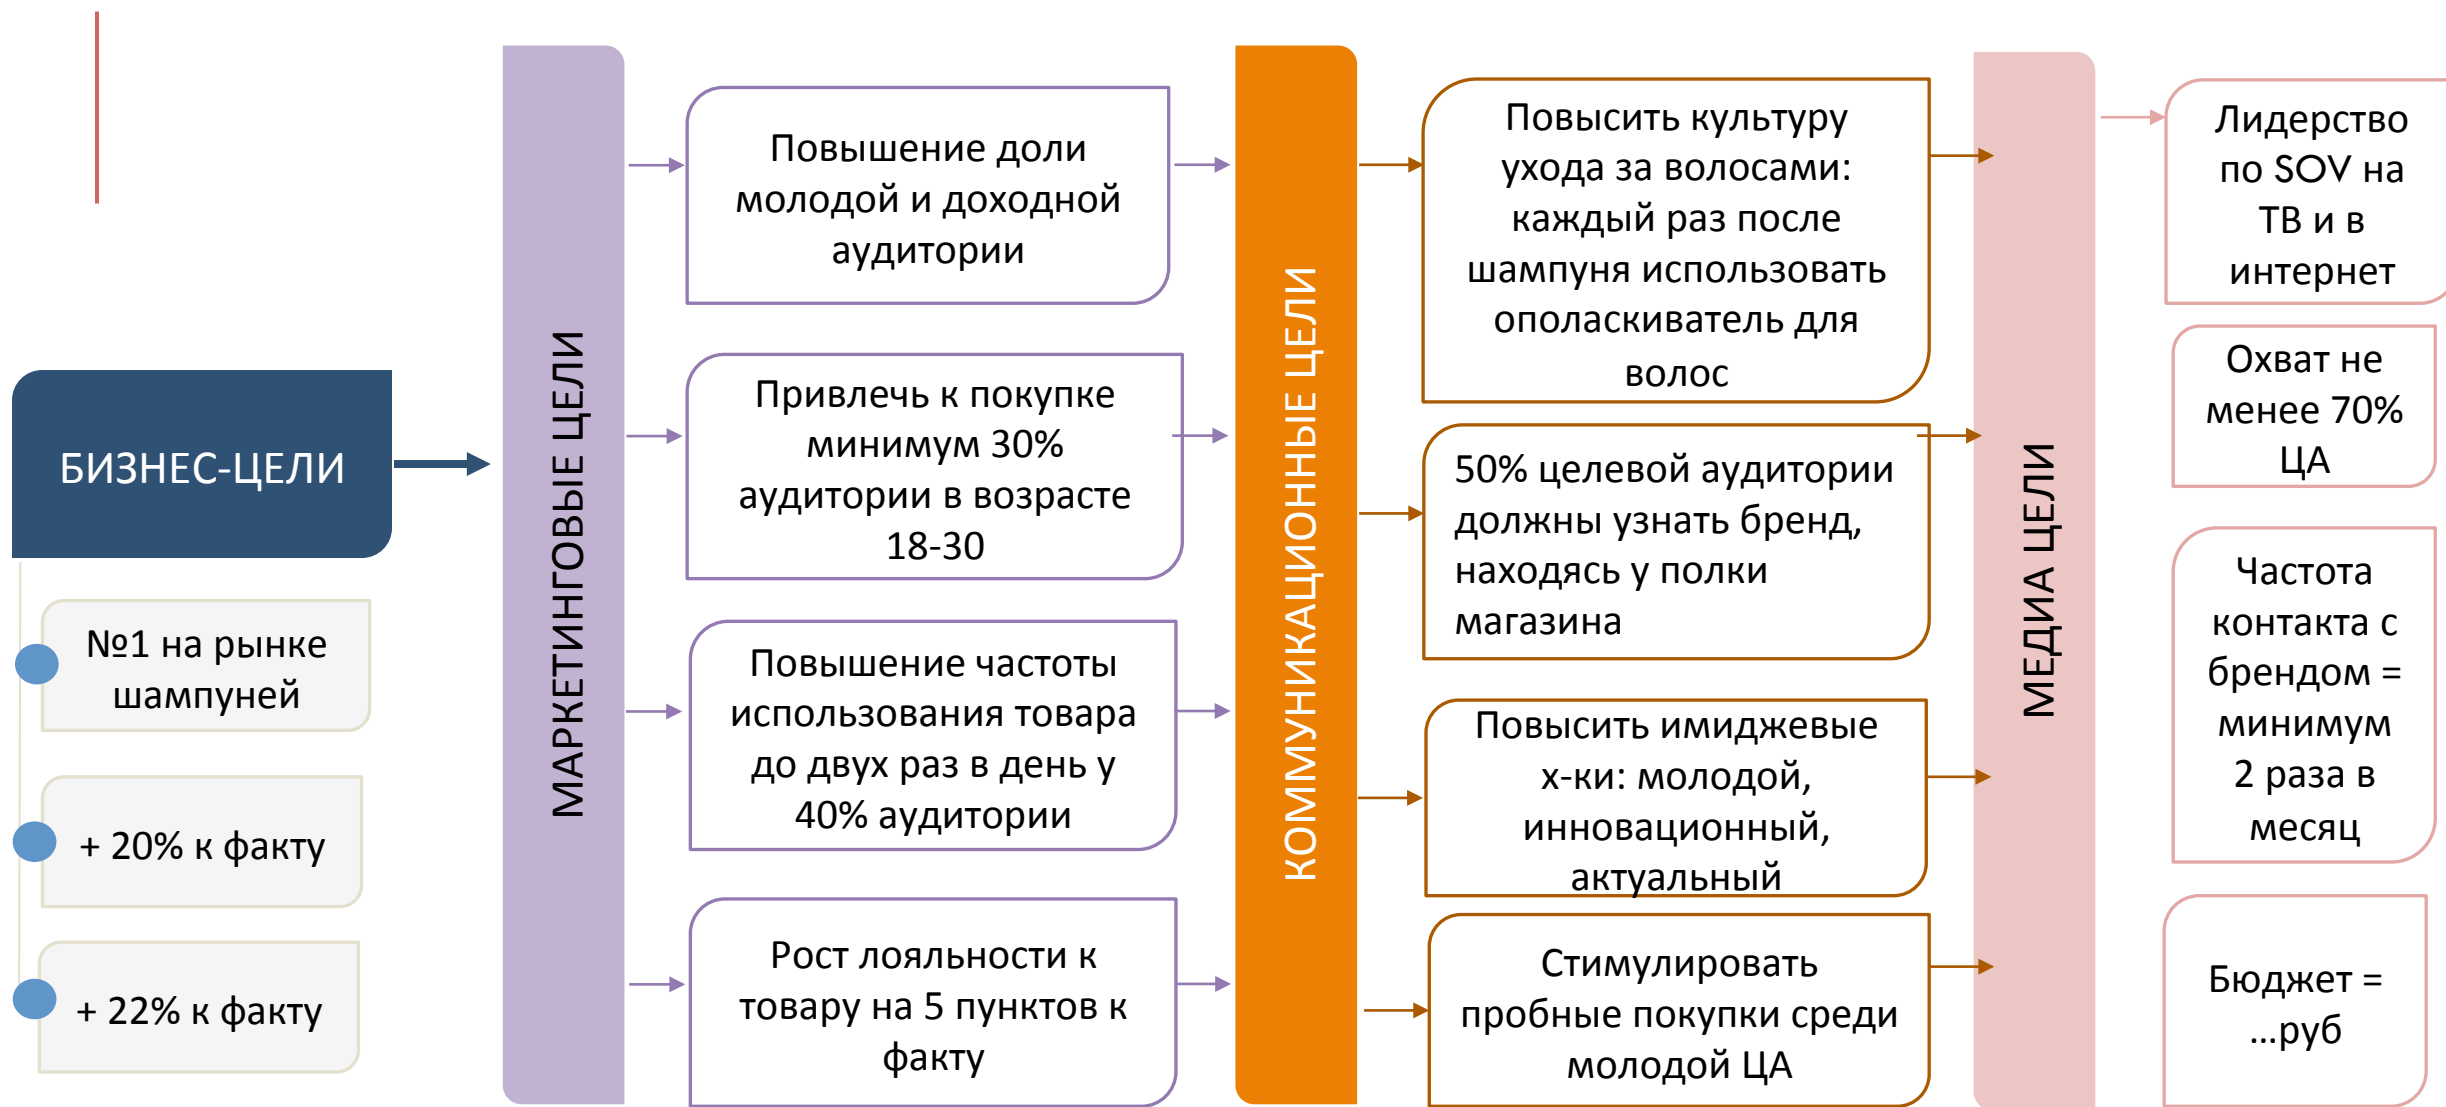 БИЗНЕС-ЦЕЛИ
№1 на рынке
шампуней
+ 20% к факту
+ 22% к факту
МАРКЕТИНГОВЫЕ ЦЕЛИ
Повышение доли
молодой и доходной
аудитории
Привлечь к покупке
минимум 30%
аудитории в возрасте
18-30
Повышение частоты
использования товара
до двух раз в день у
40% аудитории
Рост лояльности к
товару на 5 пунктов к
факту
КОММУНИКАЦИОННЫЕ ЦЕЛИ
Повысить культуру
ухода за волосами:
каждый раз после
шампуня использовать
ополаскиватель для
волос
50% целевой аудитории
должны узнать бренд,
находясь у полки
магазина
Повысить имиджевые
х-ки: молодой,
инновационный,
актуальный
Стимулировать
пробные покупки среди
молодой ЦА
МЕДИА ЦЕЛИ
Лидерство
по SOV на
ТВ и в
интернет
Охват не
менее 70%
ЦА
Частота
контакта с
брендом =
минимум
2 раза в
месяц
Бюджет =
…руб